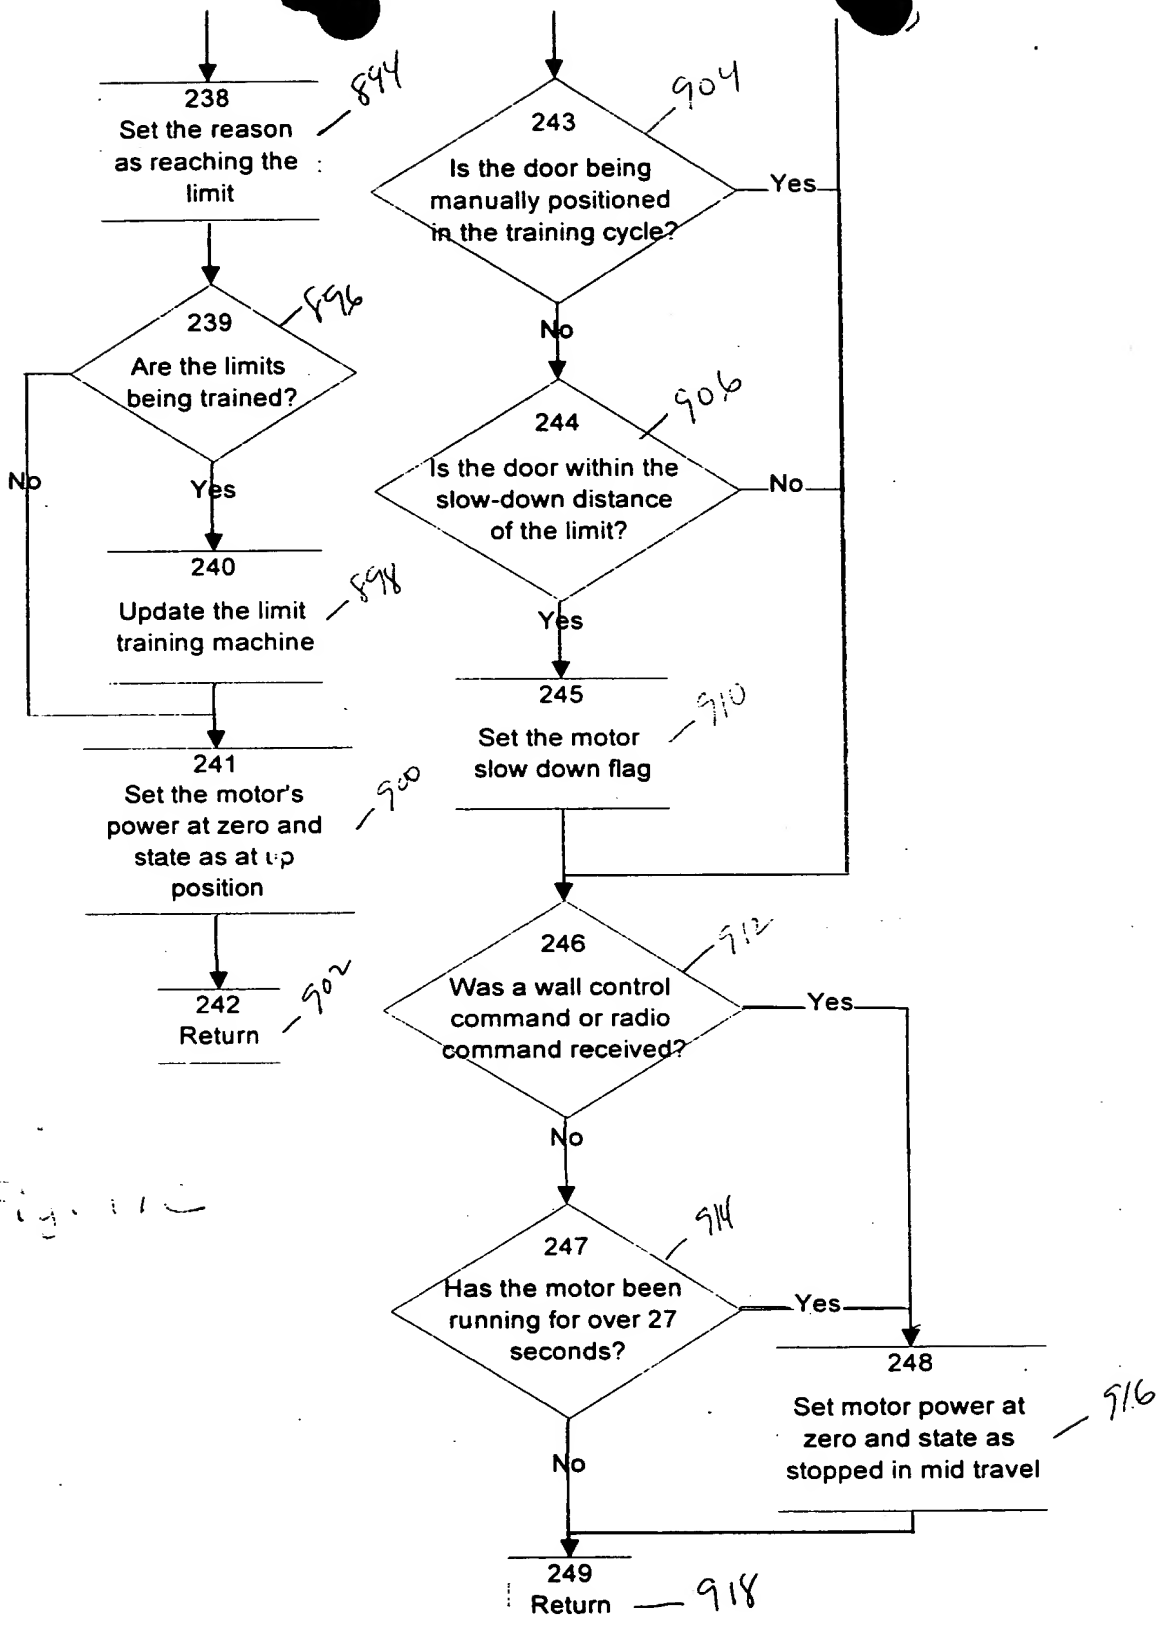 238
Set the reason
as reaching the
limit
894
239
Are the limits
being trained?
896
No
Yes
240
Update the limit
training machine
898
241
Set the motor's
power at zero and
state as at up
position
900
242
Return
902
243
Is the door being
manually positioned
in the training cycle?
904
Yes
No
244
Is the door within the
slow-down distance
of the limit?
906
No
Yes
245
Set the motor
slow down flag
910
246
Was a wall control
command or radio
command received?
912
Yes
No
247
Has the motor been
running for over 27
seconds?
914
Yes
No
248
Set motor power at
zero and state as
stopped in mid travel
916
249
Return
918
Fig.